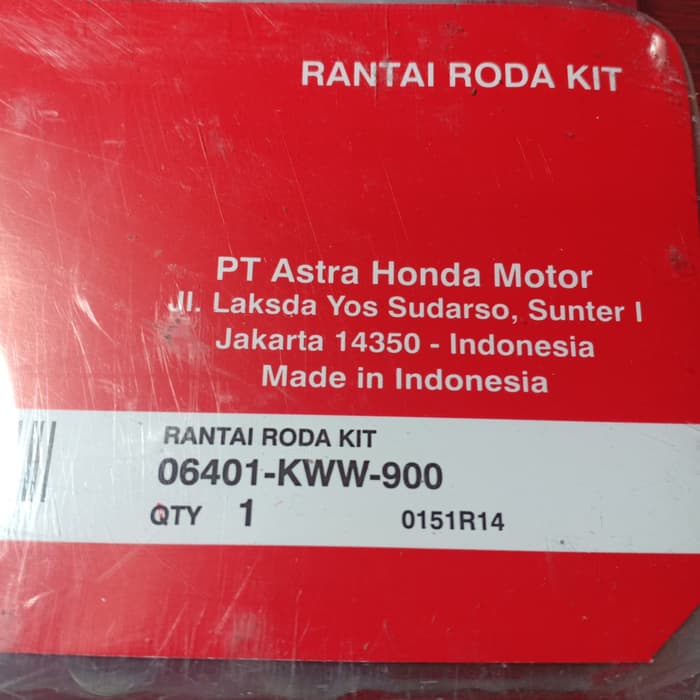 RANTAI RODA KIT
PT Astra Honda Motor
Jl. Laksda Yos Sudarso, Sunter I
Jakarta 14350 - Indonesia
Made in Indonesia
RANTAI RODA KIT
06401-KWW-900
QTY 1 0151R14